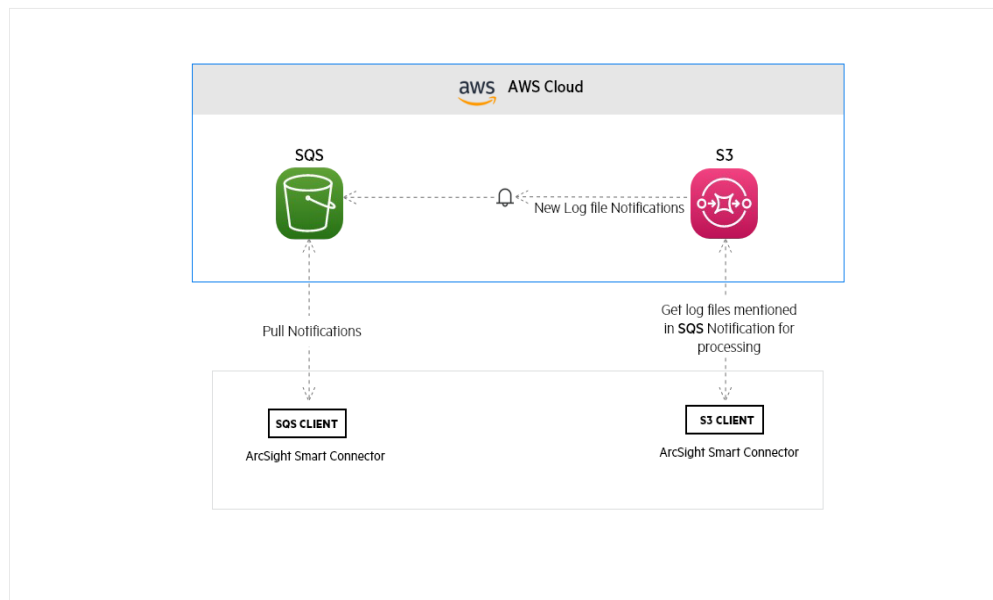 aws AWS Cloud
SQS
S3
New Log file Notifications
Pull Notifications
Get log files mentioned
in SQS Notification for
processing
SQS CLIENT
ArcSight Smart Connector
S3 CLIENT
ArcSight Smart Connector